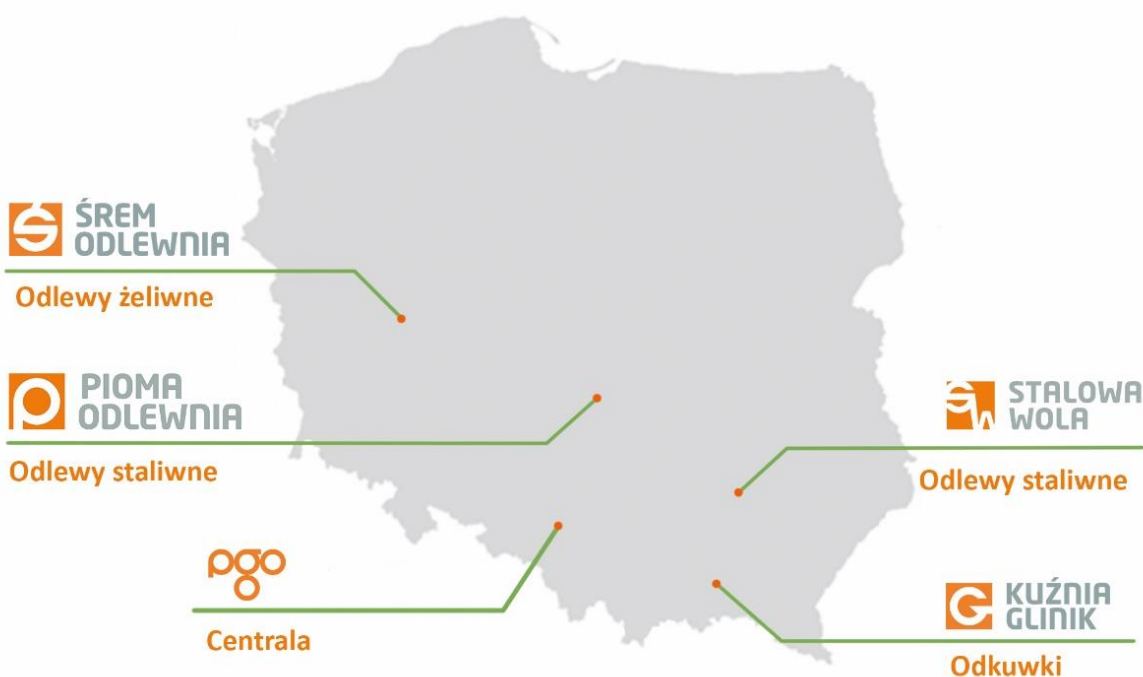 ŚREM
ODLEWNIA
Odlewy żeliwne
PIOMA
ODLEWNIA
Odlewy staliwne
STALOWA
WOLA
Odlewy staliwne
pgo
Centrala
KUŹNIA
GLINIK
Odkuwki